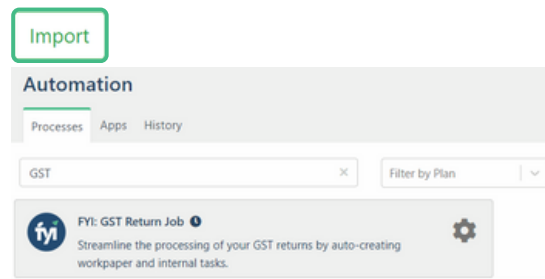 Import
Automation
Processes Apps History
GST
Filter by Plan
fyi
FYI: GST Return Job
Streamline the processing of your GST returns by auto-creating
workpaper and internal tasks.